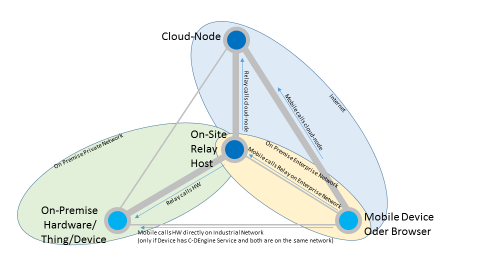 Cloud-Node
Relay calls cloud-node
Mobile calls cloud-node
Internet
On Premise Private Network
On-Site
Relay
Host
On Premise Enterprise Network
Mobile calls Relay on Enterprise Network
Relay calls HW
On-Premise
Hardware/
Thing/Device
Mobile Device
Oder Browser
Mobile calls HW directly on Industrial Network
(only if Device has C-DEngine Service and both are on the same network)